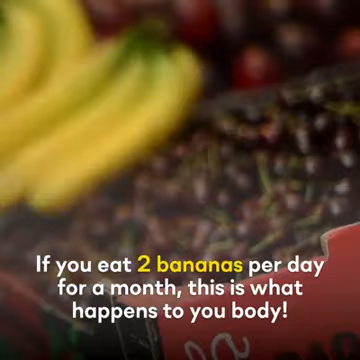 If you eat 2 bananas per day
for a month, this is what
happens to you body!